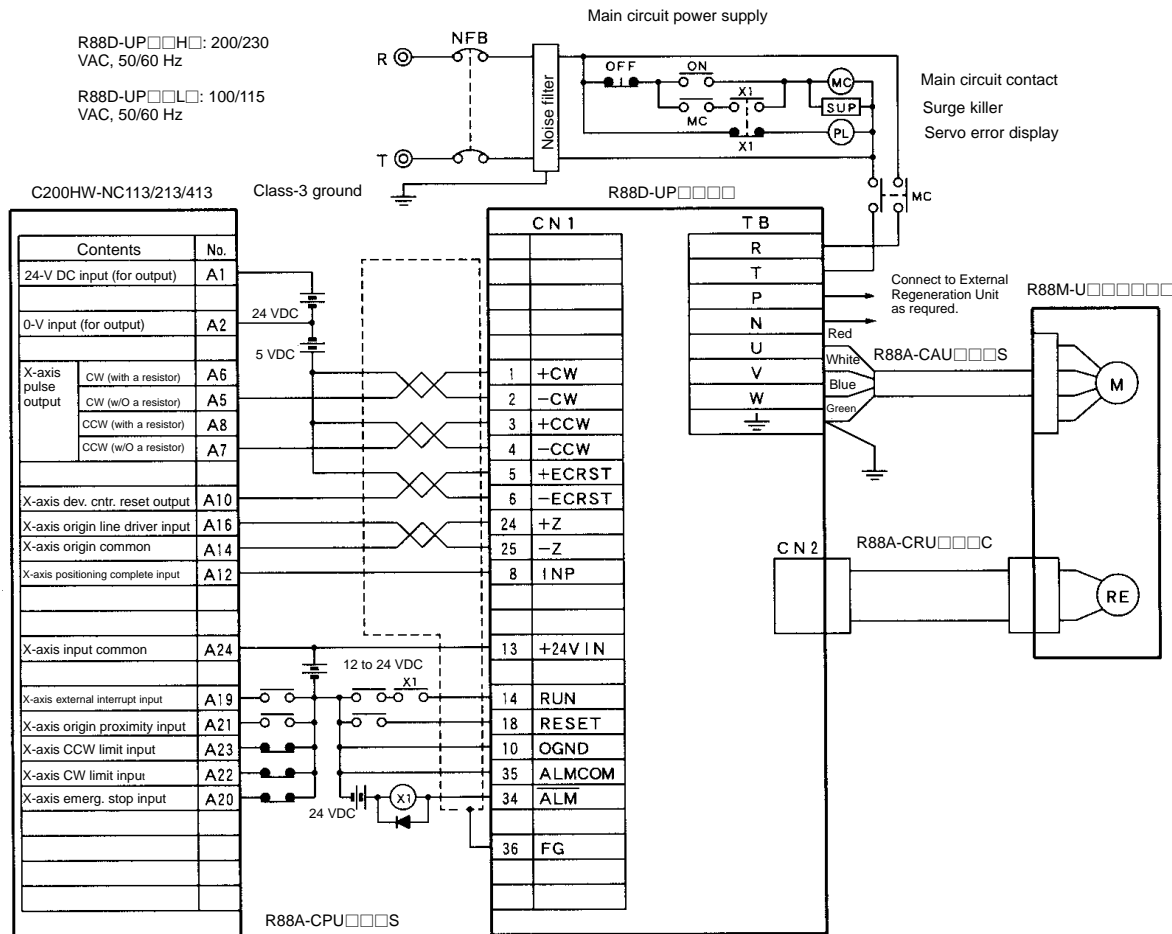 Main circuit power supply
R88D-UP□□H□: 200/230
VAC, 50/60 Hz
R88D-UP□□L□: 100/115
VAC, 50/60 Hz
R
NFB
T
Noise filter
OFF
ON
MC
X1
X1
MC
SUP
PL
Main circuit contact
Surge killer
Servo error display
MC
Class-3 ground
C200HW-NC113/213/413
Contents No.
24-V DC input (for output) A1
0-V input (for output) A2
X-axis pulse output
CW (with a resistor) A6
CW (w/O a resistor) A5
CCW (with a resistor) A8
CCW (w/O a resistor) A7
X-axis dev. cntr. reset output A10
X-axis origin line driver input A16
X-axis origin common A14
X-axis positioning complete input A12
X-axis input common A24
X-axis external interrupt input A19
X-axis origin proximity input A21
X-axis CCW limit input A23
X-axis CW limit input A22
X-axis emerg. stop input A20
24 VDC
5 VDC
12 to 24 VDC
X1
24 VDC
X1
R88A-CPU□□□S
R88D-UP□□□□
CN1
1 +CW
2 −CW
3 +CCW
4 −CCW
5 +ECRST
6 −ECRST
24 +Z
25 −Z
8 INP
13 +24VIN
14 RUN
18 RESET
10 OGND
35 ALMCOM
34 ALM
36 FG
TB
R
T
P
N
U
V
W
Connect to External
Regeneration Unit
as requred.
Red
White
Blue
Green
R88A-CAU□□□S
R88M-U□□□□□□
M
CN2
R88A-CRU□□□C
RE